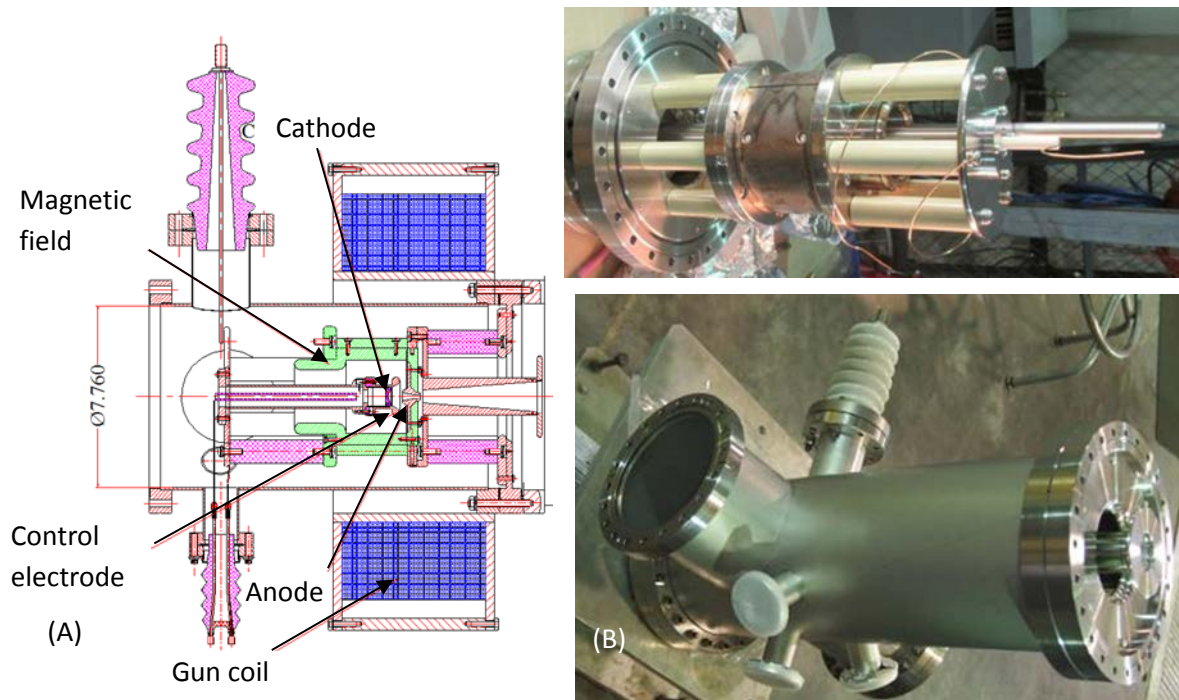 C
Cathode
Magnetic
field
Ø7.760
Control
electrode
Anode
(A)
Gun coil
(B)